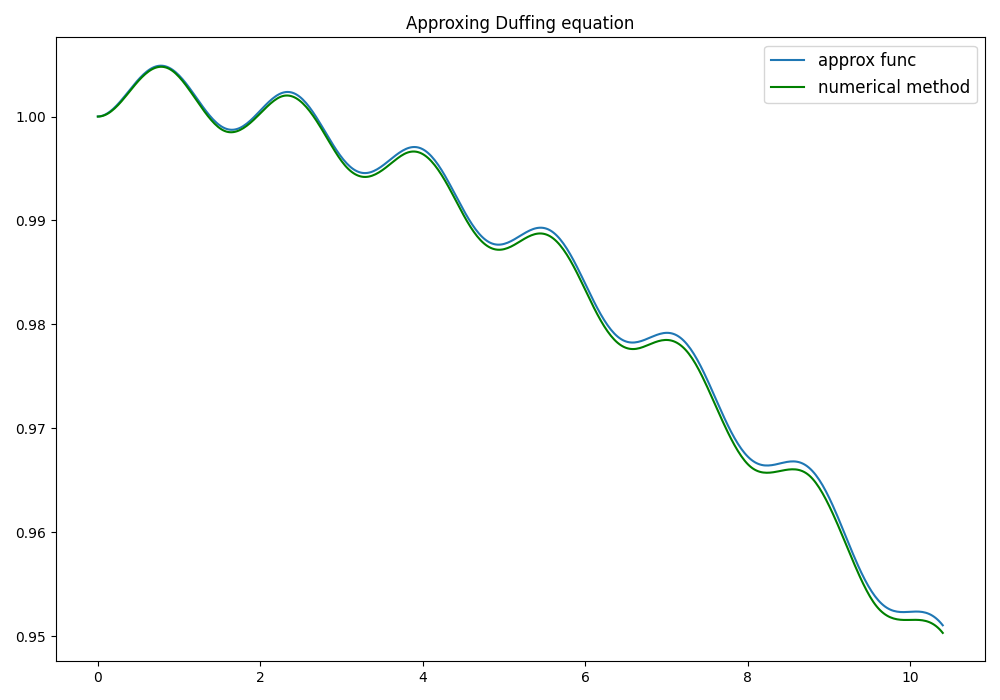 Approxing Duffing equation
approx func
numerical method
1.00
0.99
0.98
0.97
0.96
0.95
0 2 4 6 8 10